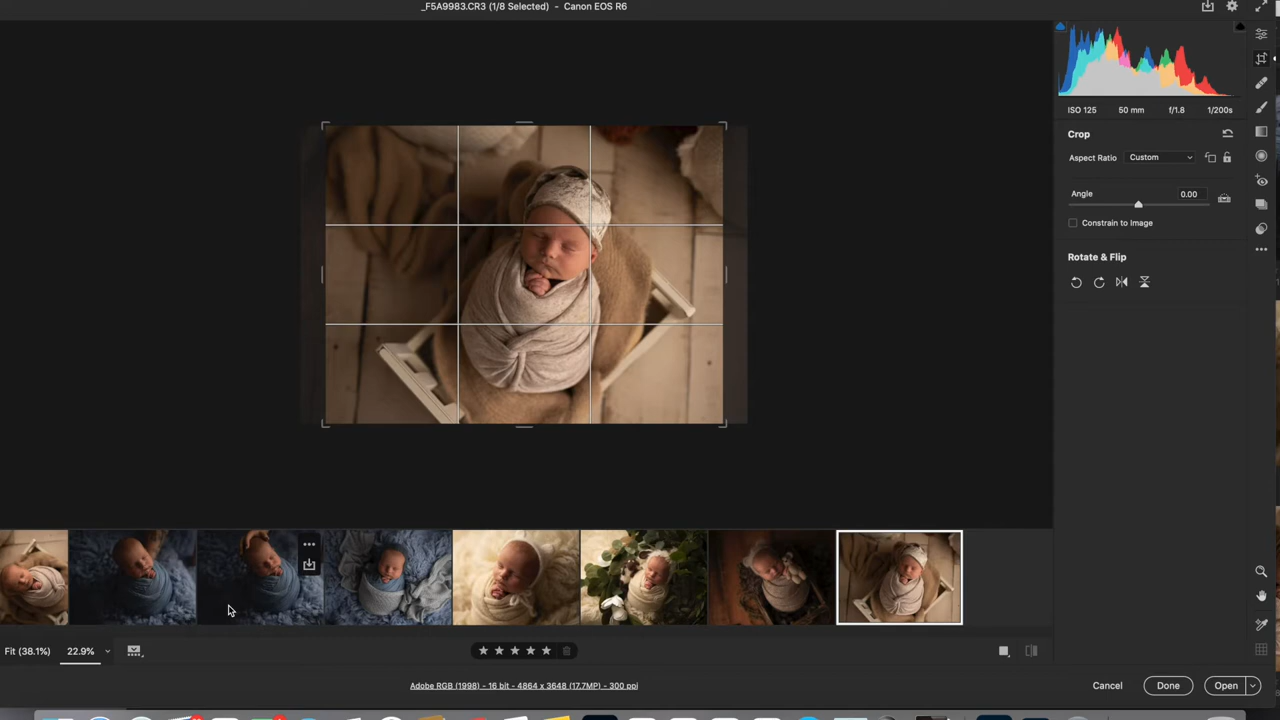 _F5A9983.CR3 (1/8 Selected) - Canon EOS R6
ISO 125 50 mm f/1.8 1/200s
Crop
Aspect Ratio Custom
Angle 0.00
Constrain to Image
Rotate & Flip
Fit (38.1%) 22.9%
Adobe RGB (1998) - 16 bit - 4864 x 3648 (17.7MP) - 300 ppi
Cancel Done Open